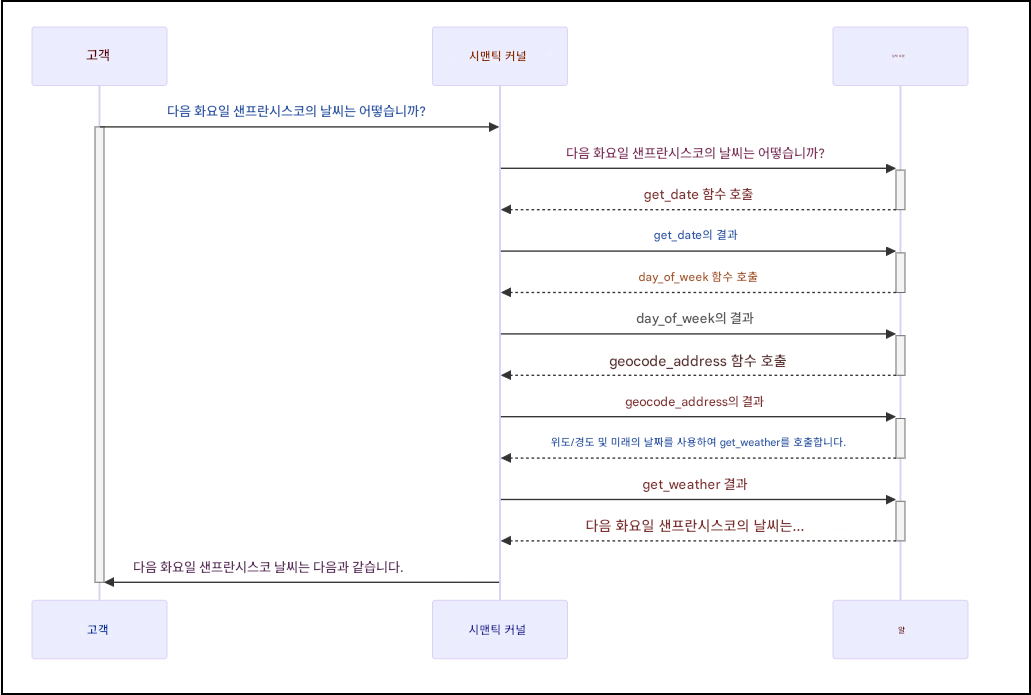 고객
시맨틱 커널
다음 화요일 샌프란시스코의 날씨는 어떻습니까?
다음 화요일 샌프란시스코의 날씨는 어떻습니까?
get_date 함수 호출
get_date의 결과
day_of_week 함수 호출
day_of_week의 결과
geocode_address 함수 호출
geocode_address의 결과
위도/경도 및 미래의 날짜를 사용하여 get_weather를 호출합니다.
get_weather 결과
다음 화요일 샌프란시스코의 날씨는...
다음 화요일 샌프란시스코 날씨는 다음과 같습니다.
고객
시맨틱 커널